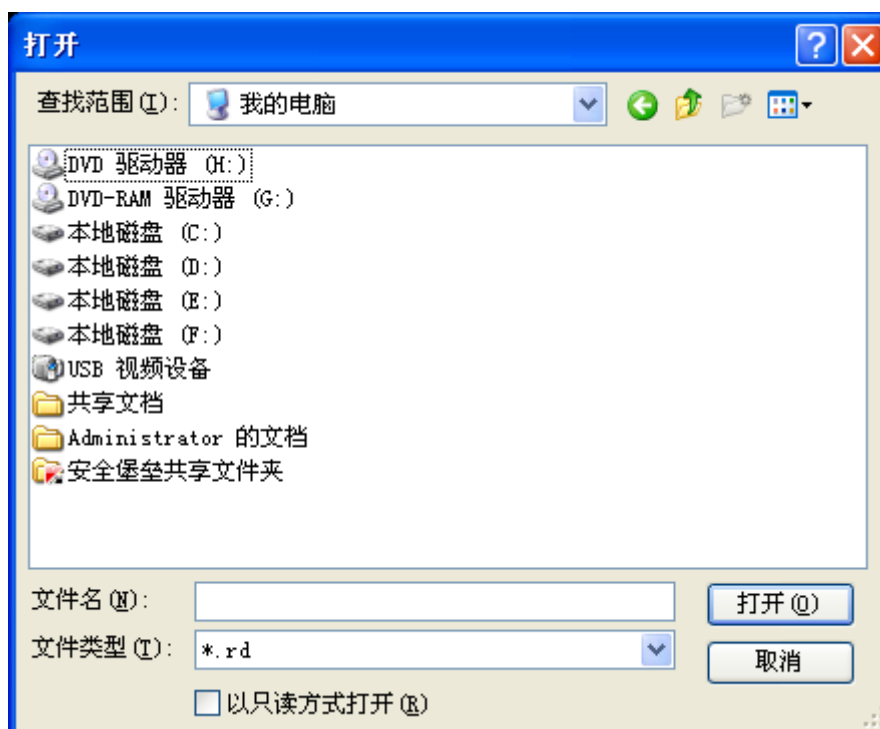 打开
查找范围(I): 我的电脑
DVD 驱动器 (H:)
DVD-RAM 驱动器 (G:)
本地磁盘 (C:)
本地磁盘 (D:)
本地磁盘 (E:)
本地磁盘 (F:)
USB 视频设备
共享文档
Administrator 的文档
安全堡垒共享文件夹
文件名(N): 打开(O)
文件类型(T): *.rd 取消
以只读方式打开(R)